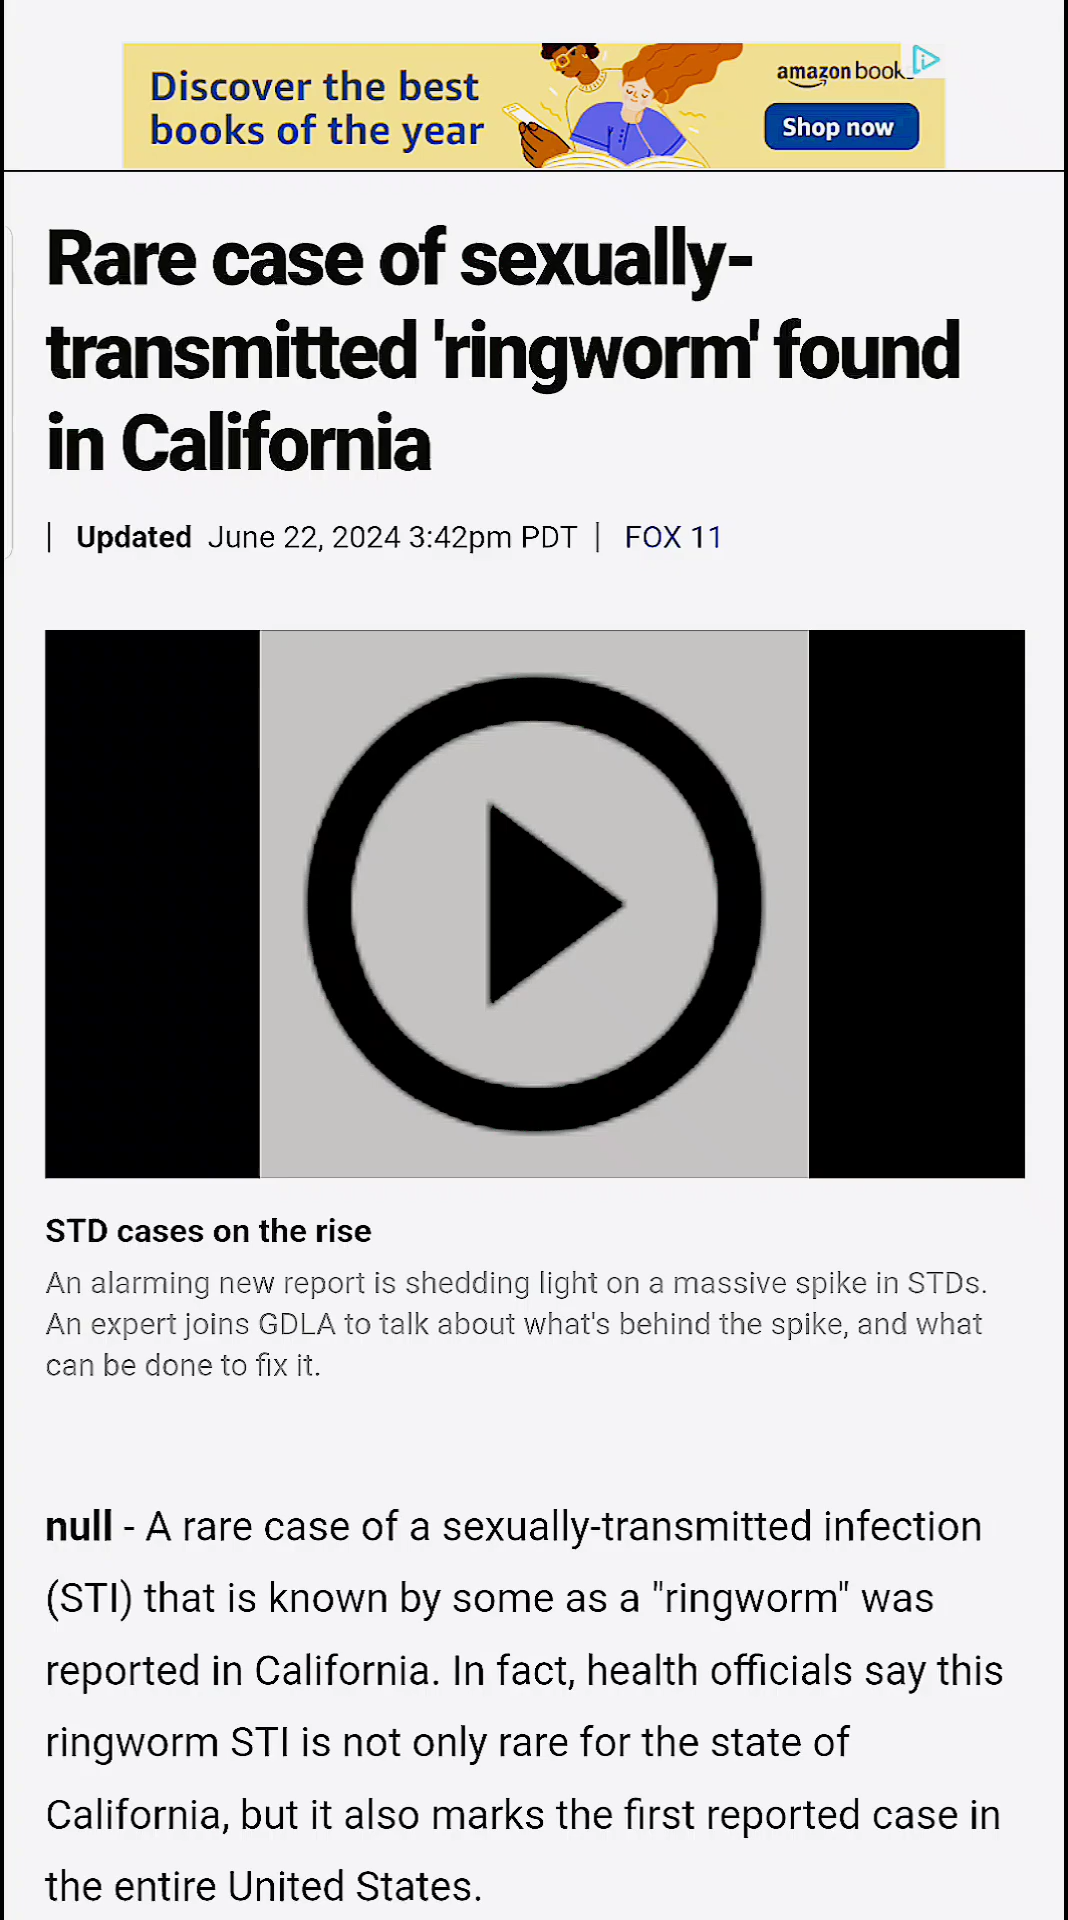 Discover the best
books of the year
amazon book
Shop now
Rare case of sexually-
transmitted 'ringworm' found
in California
| Updated June 22, 2024 3:42pm PDT | FOX 11
STD cases on the rise
An alarming new report is shedding light on a massive spike in STDs.
An expert joins GDLA to talk about what's behind the spike, and what
can be done to fix it.
null - A rare case of a sexually-transmitted infection
(STI) that is known by some as a "ringworm" was
reported in California. In fact, health officials say this
ringworm STI is not only rare for the state of
California, but it also marks the first reported case in
the entire United States.